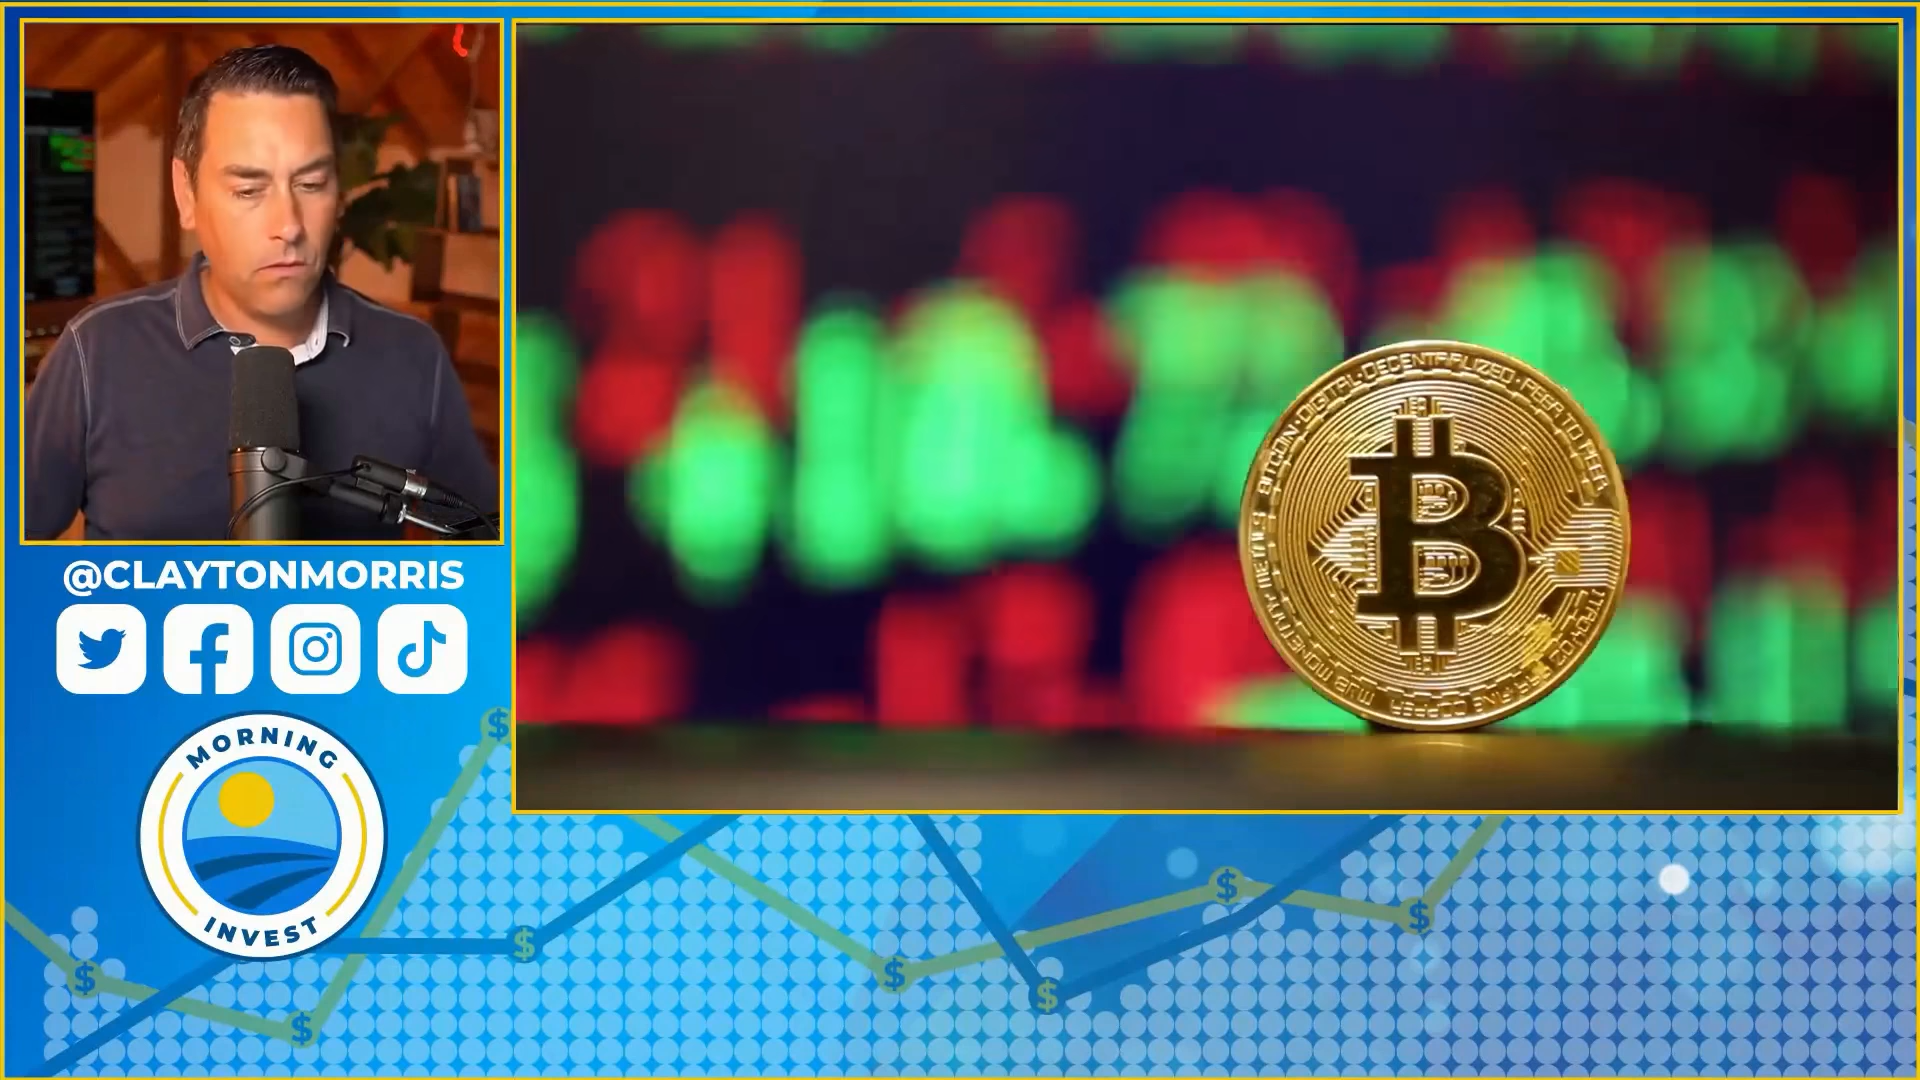 @CLAYTONMORRIS
MORNING
INVEST
BITCOIN·DIGITAL·DECENTRALIZED·PEER TO PEER
B
$
$
$
$
$
$
$
$